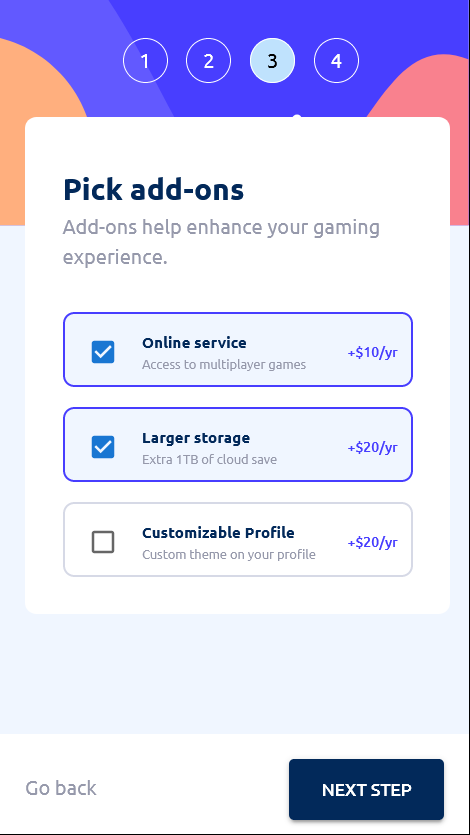 1 2 3 4
Pick add-ons
Add-ons help enhance your gaming
experience.
Online service
Access to multiplayer games
+$10/yr
Larger storage
Extra 1TB of cloud save
+$20/yr
Customizable Profile
Custom theme on your profile
+$20/yr
Go back
NEXT STEP